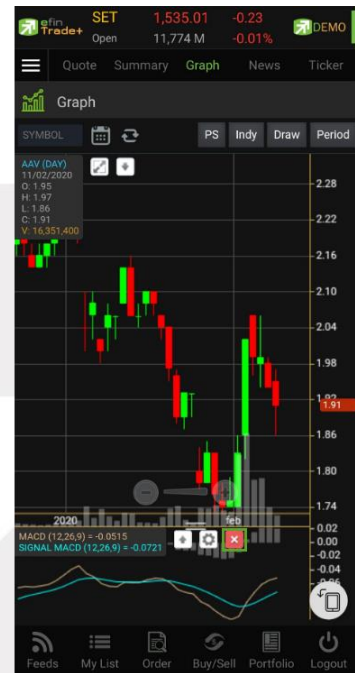 efin Trade+
SET 1,535.01 -0.23
Open 11,774 M -0.01%
DEMO
Quote Summary Graph News Ticker
Graph
SYMBOL PS Indy Draw Period
AAV (DAY)
11/02/2020
O: 1.95
H: 1.97
L: 1.86
C: 1.91
V: 16,351,400
2.28
2.22
2.16
2.10
2.04
1.98
1.92
1.91
1.86
1.80
1.74
2020 feb
MACD (12,26,9) = -0.0515
SIGNAL MACD (12,26,9) = -0.0721
0.02
0.00
-0.02
-0.04
-0.06
Feeds My List Order Buy/Sell Portfolio Logout